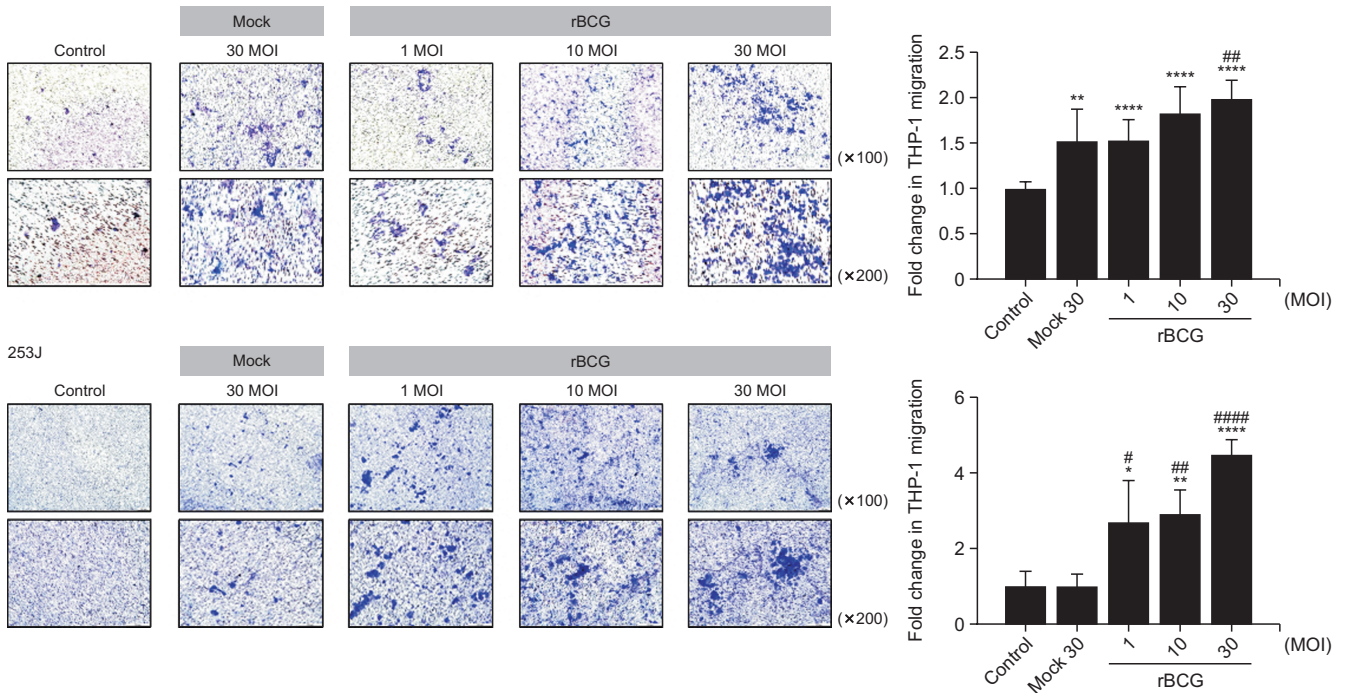 Mock
rBCG
Control
30 MOI
1 MOI
10 MOI
30 MOI
(×100)
(×200)
Fold change in THP-1 migration
2.5
2.0
1.5
1.0
0.5
0
**
****
****
##
****
Control
Mock 30
1
10
30
(MOI)
rBCG
253J
Mock
rBCG
Control
30 MOI
1 MOI
10 MOI
30 MOI
(×100)
(×200)
Fold change in THP-1 migration
6
4
2
0
#
*
##
**
####
****
Control
Mock 30
1
10
30
(MOI)
rBCG